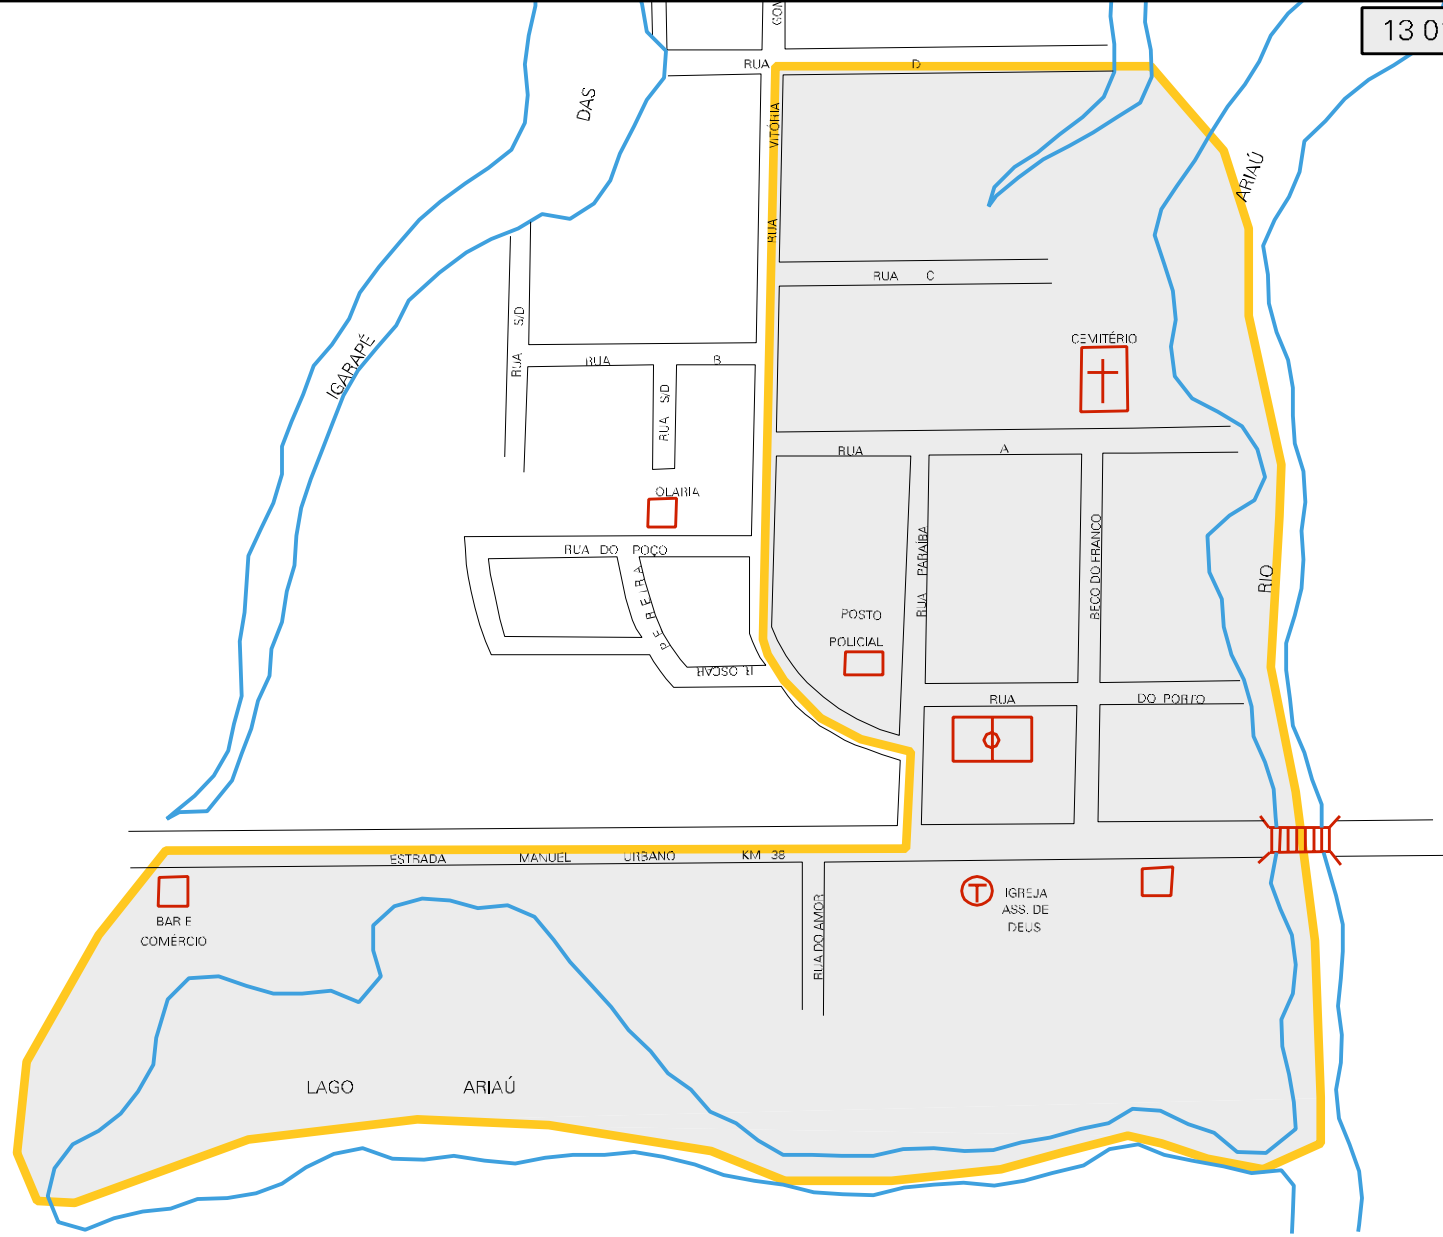 13 0
GON
RUA D
DAS
VITÓRIA
RUA
ARIAÚ
RUA C
S/D
RUA
IGARAPÉ
CEMITÉRIO
RUA B
RUA S/D
RUA A
OLARIA
RUA DO POÇO
PEREIRA
R. OSCAR
RUA PARAÍBA
BECO DO FRANCO
RIO
POSTO
POLICIAL
RUA DO PORTO
ESTRADA MANUEL URBANO KM 38
BAR E
COMÉRCIO
RUA DO AMOR
IGREJA
ASS. DE
DEUS
LAGO ARIAÚ